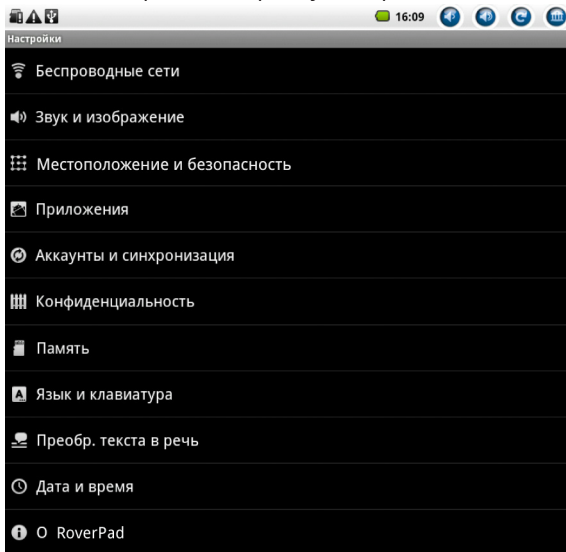 16:09
Настройки
Беспроводные сети
Звук и изображение
Местоположение и безопасность
Приложения
Аккаунты и синхронизация
Конфиденциальность
Память
Язык и клавиатура
Преобр. текста в речь
Дата и время
О RoverPad